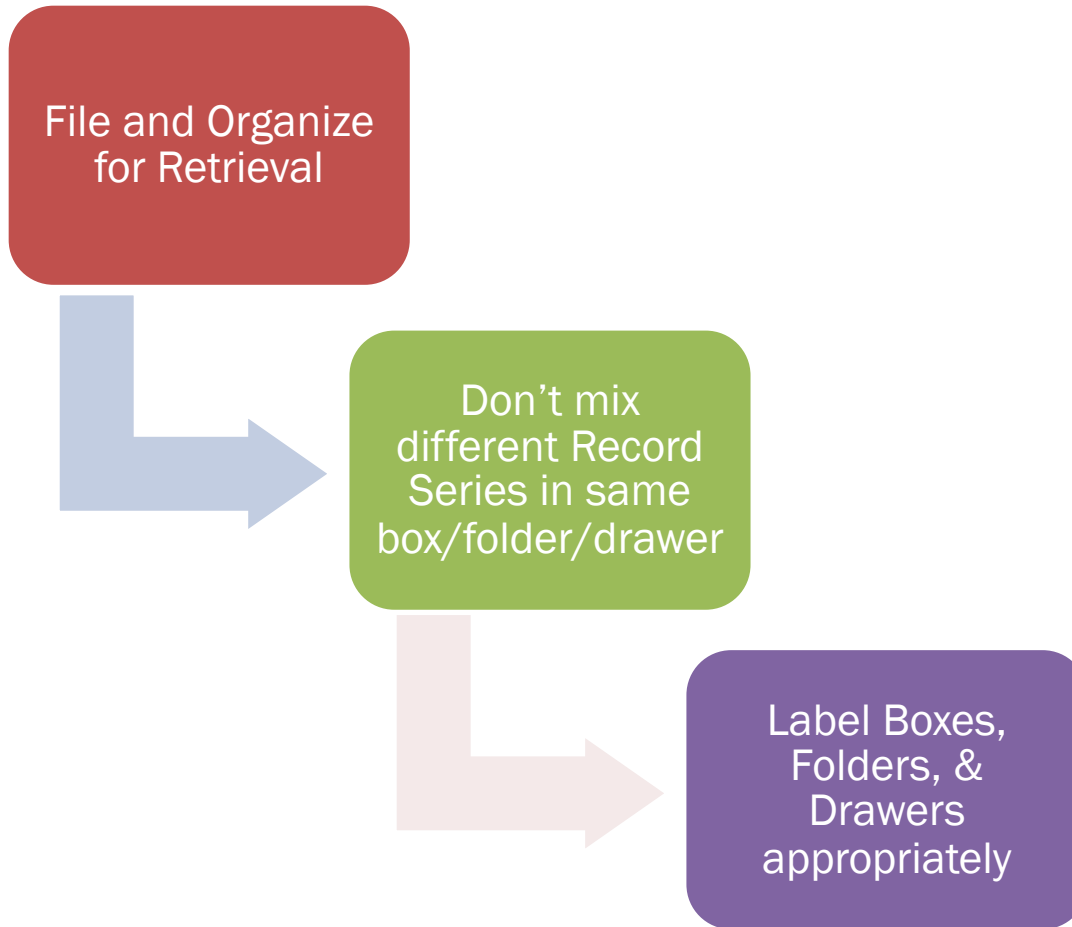 File and Organize
for Retrieval
Don’t mix
different Record
Series in same
box/folder/drawer
Label Boxes,
Folders, &
Drawers
appropriately